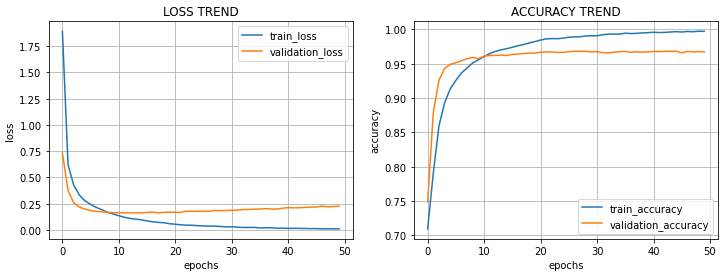 LOSS TREND
train_loss
validation_loss
loss
1.75
1.50
1.25
1.00
0.75
0.50
0.25
0.00
0 10 20 30 40 50
epochs
ACCURACY TREND
accuracy
1.00
0.95
0.90
0.85
0.80
0.75
0.70
train_accuracy
validation_accuracy
0 10 20 30 40 50
epochs